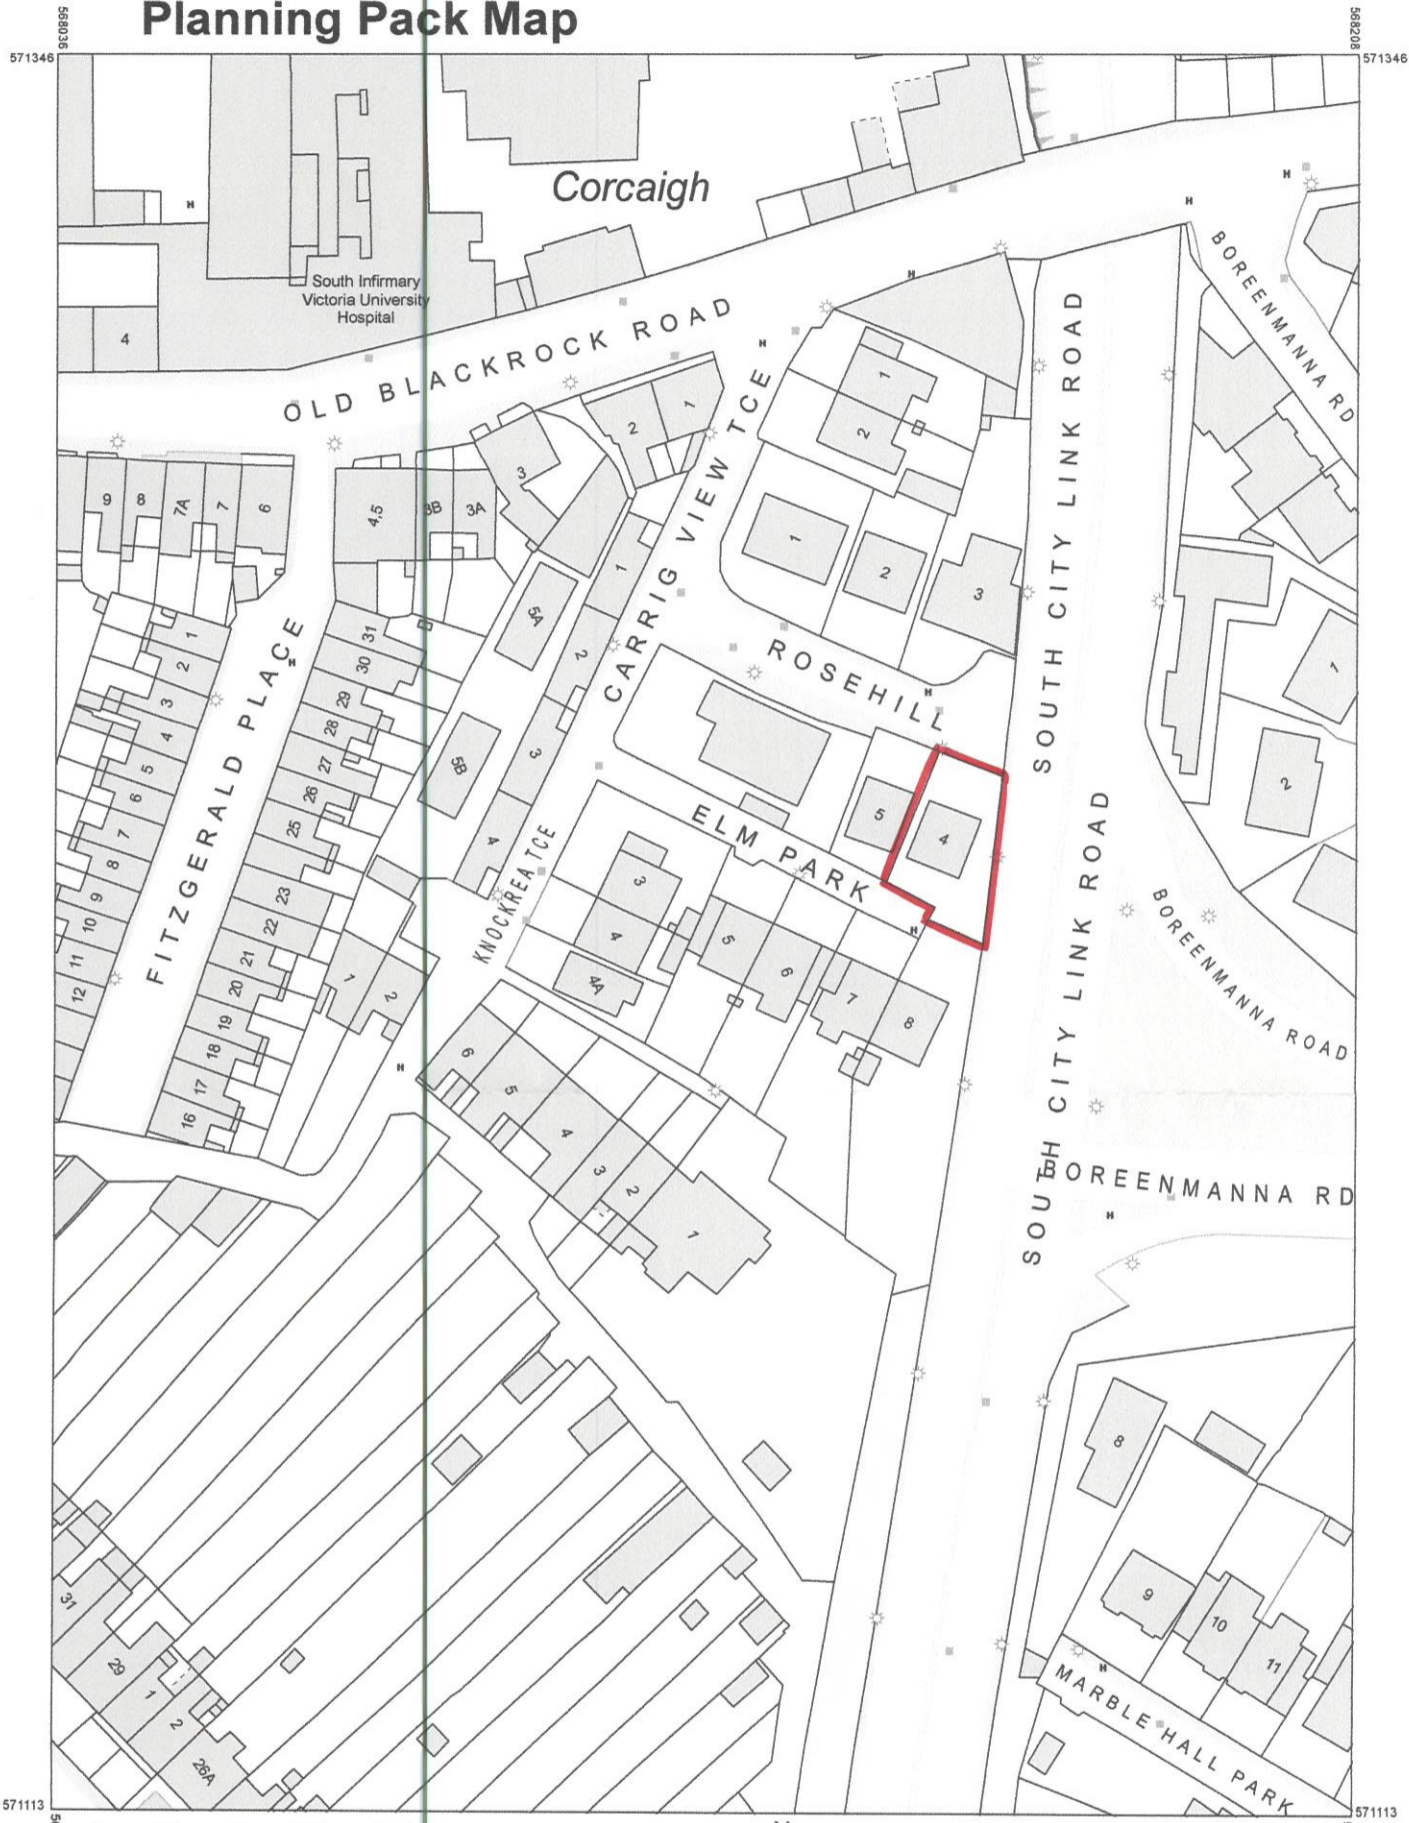 Planning Pack Map
568036
568208
571346
571346
Corcaigh
South Infirmary
Victoria University
Hospital
4
OLD BLACKROCK ROAD
BOREENMANNA RD
SOUTH CITY LINK ROAD
CARRIG VIEW TCE
1
2
2
1
3
9
8
7A
7
6
4,5
3B
3A
1
2
3
5A
1
2
3
4
5B
ROSEHILL
5
4
ELM PARK
KNOCKREA TCE
FITZGERALD PLACE
1
2
3
4
5
6
7
8
9
10
11
12
31
30
29
28
27
26
25
23
22
21
20
19
18
17
16
1
2
3
4
4A
5
6
7
8
6
5
4
3
2
1
1
2
SOUTH CITY LINK ROAD
BOREENMANNA ROAD
BOREENMANNA RD
8
9
10
11
MARBLE HALL PARK
31
29
1
2
26A
571113
571113
H
H
H
H
H
H
H
H
H
H
H